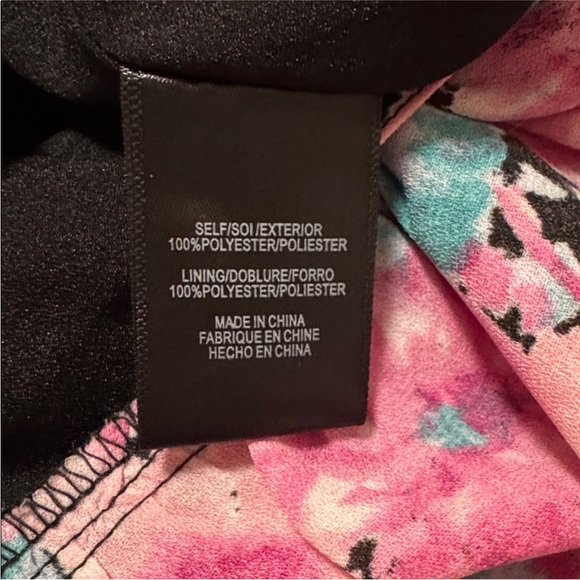 SELF/SOI/EXTERIOR
100%POLYESTER/POLIESTER
LINING/DOBLURE/FORRO
100%POLYESTER/POLIESTER
MADE IN CHINA
FABRIQUE EN CHINE
HECHO EN CHINA